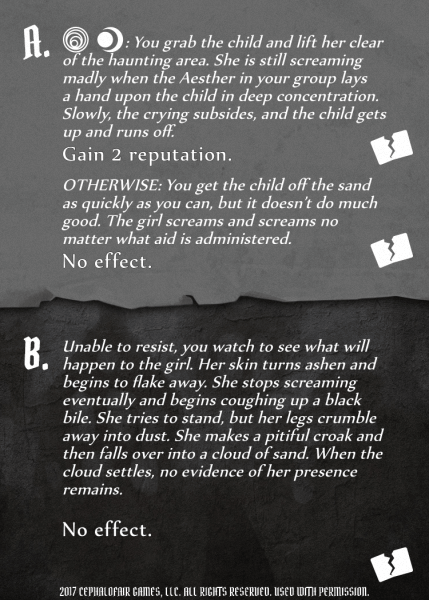 A. : You grab the child and lift her clear
of the haunting area. She is still screaming
madly when the Aesther in your group lays
a hand upon the child in deep concentration.
Slowly, the crying subsides, and the child gets
up and runs off.
Gain 2 reputation.
OTHERWISE: You get the child off the sand
as quickly as you can, but it doesn't do much
good. The girl screams and screams no
matter what aid is administered.
No effect.
B. Unable to resist, you watch to see what will
happen to the girl. Her skin turns ashen and
begins to flake away. She stops screaming
eventually and begins coughing up a black
bile. She tries to stand, but her legs crumble
away into dust. She makes a pitiful croak and
then falls over into a cloud of sand. When the
cloud settles, no evidence of her presence
remains.
No effect.
2017 CEPHALOFAIR GAMES, LLC. ALL RIGHTS RESERVED. USED WITH PERMISSION.